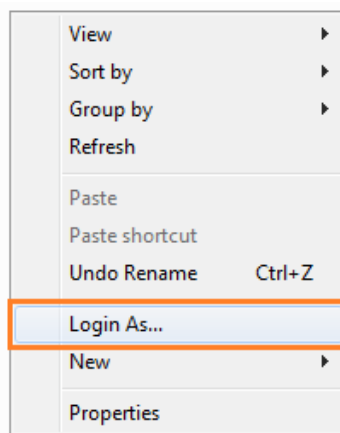 View
Sort by
Group by
Refresh
Paste
Paste shortcut
Undo Rename Ctrl+Z
Login As...
New
Properties